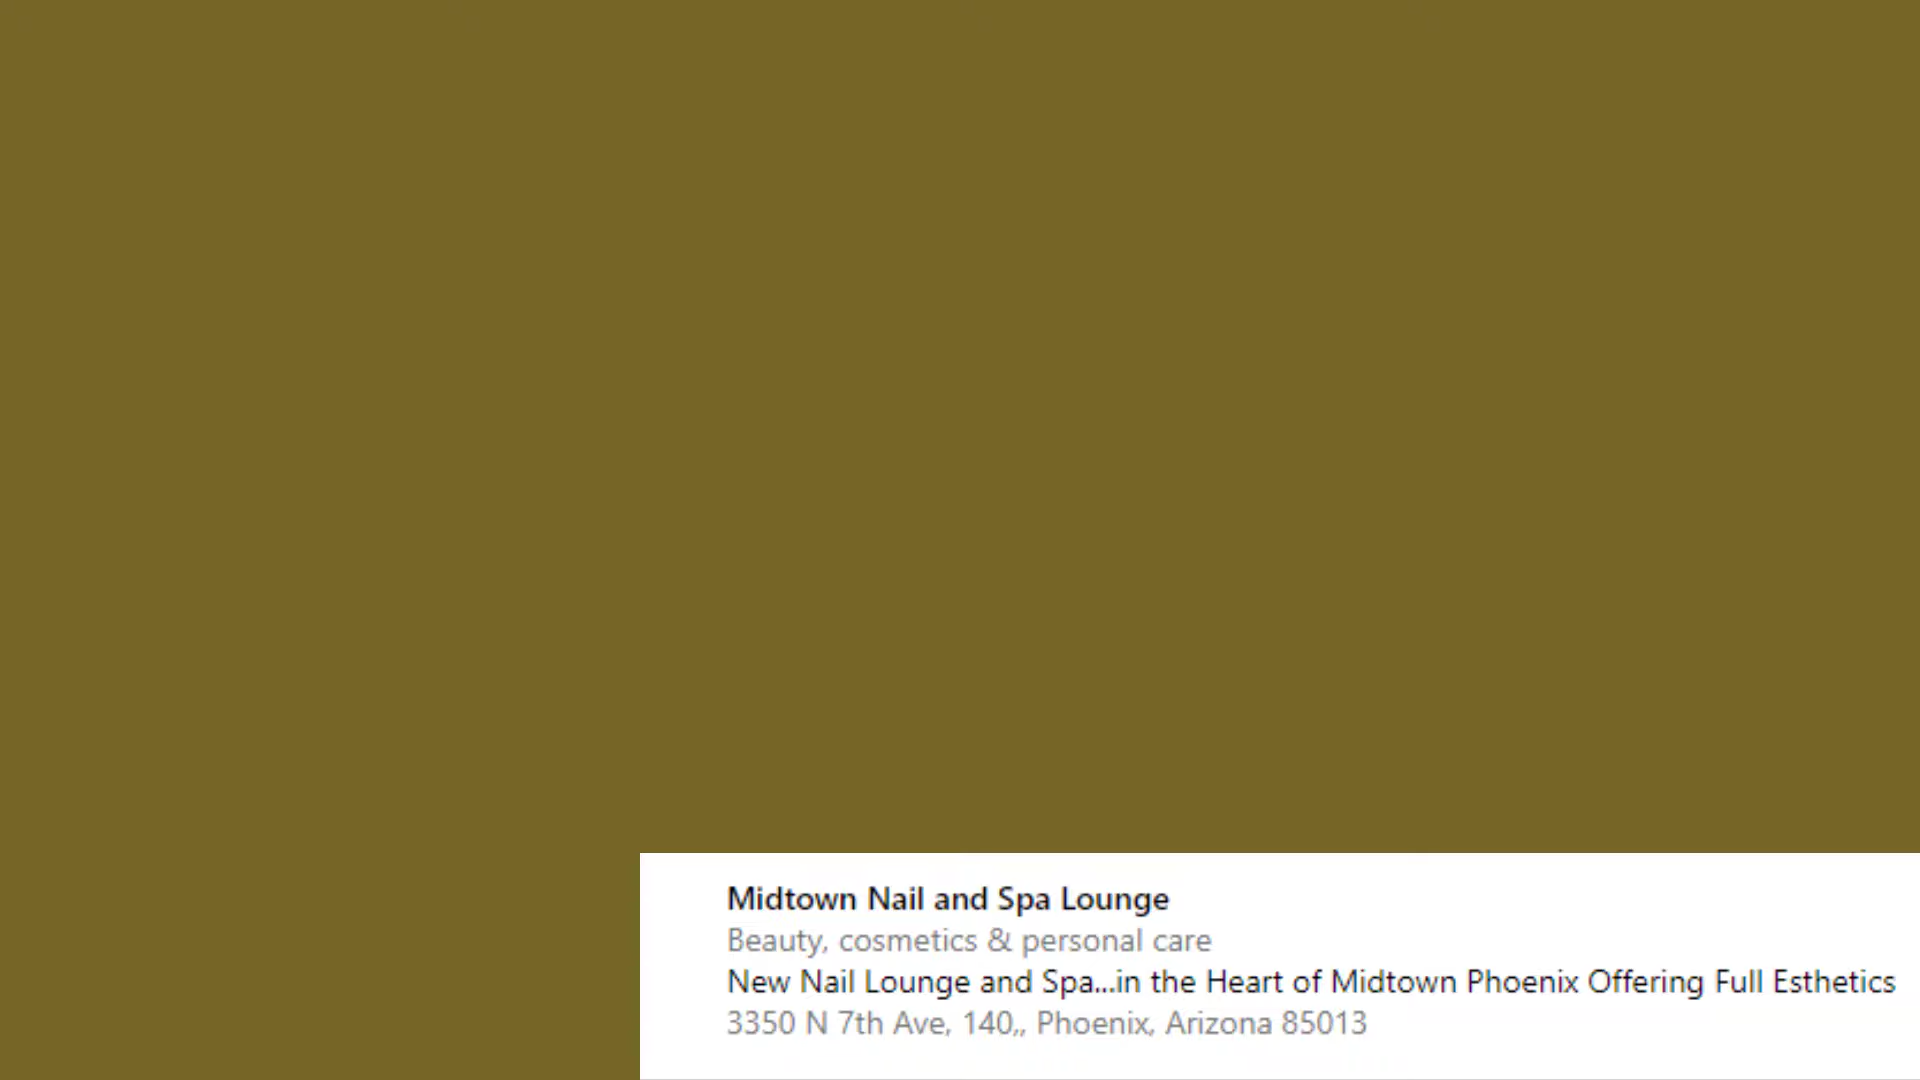 Midtown Nail and Spa Lounge
Beauty, cosmetics & personal care
New Nail Lounge and Spa...in the Heart of Midtown Phoenix Offering Full Esthetics
3350 N 7th Ave, 140,, Phoenix, Arizona 85013